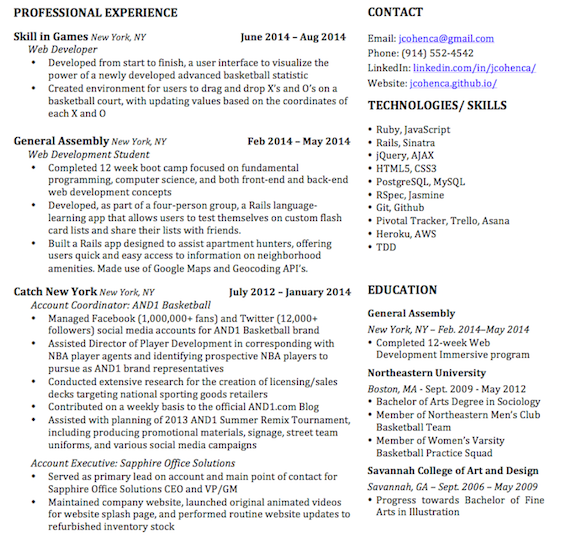 PROFESSIONAL EXPERIENCE
Skill in Games New York, NY June 2014 – Aug 2014
Web Developer
• Developed from start to finish, a user interface to visualize the
power of a newly developed advanced basketball statistic
• Created environment for users to drag and drop X's and O's on a
basketball court, with updating values based on the coordinates of
each X and O
General Assembly New York, NY Feb 2014 – May 2014
Web Development Student
• Completed 12 week boot camp focused on fundamental
programming, computer science, and both front-end and back-end
web development concepts
• Developed, as part of a four-person group, a Rails language-
learning app that allows users to test themselves on custom flash
card lists and share their lists with friends.
• Built a Rails app designed to assist apartment hunters, offering
users quick and easy access to information on neighborhood
amenities. Made use of Google Maps and Geocoding API's.
Catch New York New York, NY July 2012 – January 2014
Account Coordinator: AND1 Basketball
• Managed Facebook (1,000,000+ fans) and Twitter (12,000+
followers) social media accounts for AND1 Basketball brand
• Assisted Director of Player Development in corresponding with
NBA player agents and identifying prospective NBA players to
become AND1 brand representatives
• Conducted extensive research for the creation of licensing/sales
decks targeting national sporting goods retailers
• Contributed on a weekly basis to the official AND1.com Blog
• Assisted with planning of 2013 AND1 Summer Remix Tournament,
including producing promotional materials, signage, street team
uniforms, and various social media campaigns
Account Executive: Sapphire Office Solutions
• Served as primary lead on account and main point of contact for
Sapphire Office Solutions CEO and VP/GM
• Maintained company website, launched original animated videos
for website splash page, and performed routine website updates to
refurbished inventory stock
CONTACT
Email: jcohenca@gmail.com
Phone: (914) 552-4542
LinkedIn: linkedin.com/in/jcohenca/
Website: jcohenca.github.io/
TECHNOLOGIES/ SKILLS
• Ruby, JavaScript
• Rails, Sinatra
• jQuery, AJAX
• HTML5, CSS3
• PostgreSQL, MySQL
• RSpec, Jasmine
• Git, Github
• Pivotal Tracker, Trello, Asana
• Heroku, AWS
• TDD
EDUCATION
General Assembly
New York, NY – Feb. 2014–May 2014
• Completed 12-week Web
Development Immersive program
Northeastern University
Boston, MA - Sept. 2009 - May 2012
• Bachelor of Arts Degree in Sociology
• Member of Northeastern Men's Club
Basketball Team
• Member of Women's Varsity
Basketball Practice Squad
Savannah College of Art and Design
Savannah, GA – Sept. 2006 – May 2009
• Progress towards Bachelor of Fine
Arts in Illustration